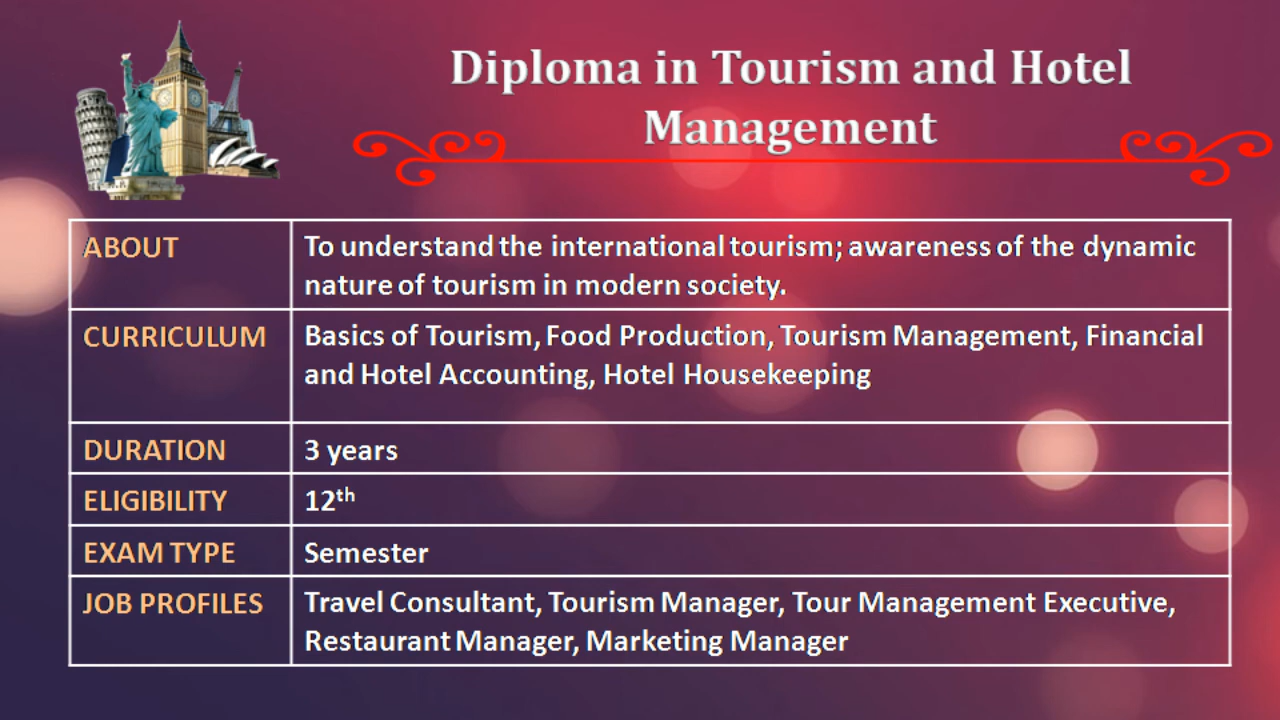 Diploma in Tourism and Hotel
Management
ABOUT
To understand the international tourism; awareness of the dynamic
nature of tourism in modern society.
CURRICULUM
Basics of Tourism, Food Production, Tourism Management, Financial
and Hotel Accounting, Hotel Housekeeping
DURATION
3 years
ELIGIBILITY
12th
EXAM TYPE
Semester
JOB PROFILES
Travel Consultant, Tourism Manager, Tour Management Executive,
Restaurant Manager, Marketing Manager